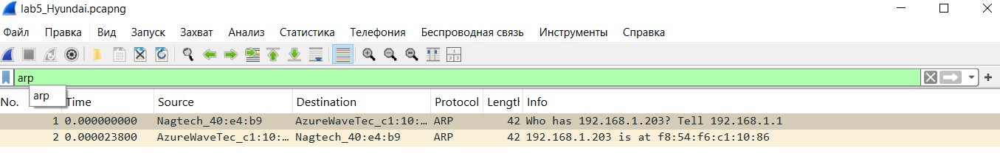 lab5_Hyundai.pcapng
Файл Правка Вид Запуск Захват Анализ Статистика Телефония Беспроводная связь Инструменты Справка
arp
arp
No. Time Source Destination Protocol Length Info
1 0.000000000 Nagtech_40:e4:b9 AzureWaveTec_c1:10:… ARP 42 Who has 192.168.1.203? Tell 192.168.1.1
2 0.000023800 AzureWaveTec_c1:10:… Nagtech_40:e4:b9 ARP 42 192.168.1.203 is at f8:54:f6:c1:10:86